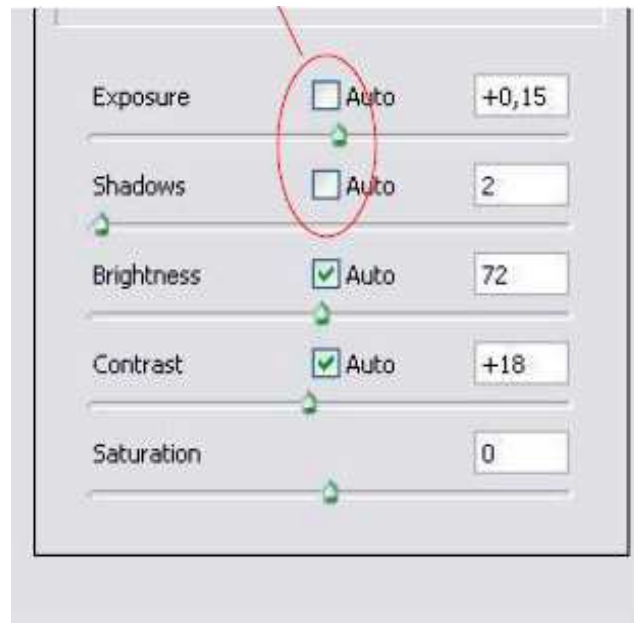 Exposure Auto +0,15
Shadows Auto 2
Brightness Auto 72
Contrast Auto +18
Saturation 0